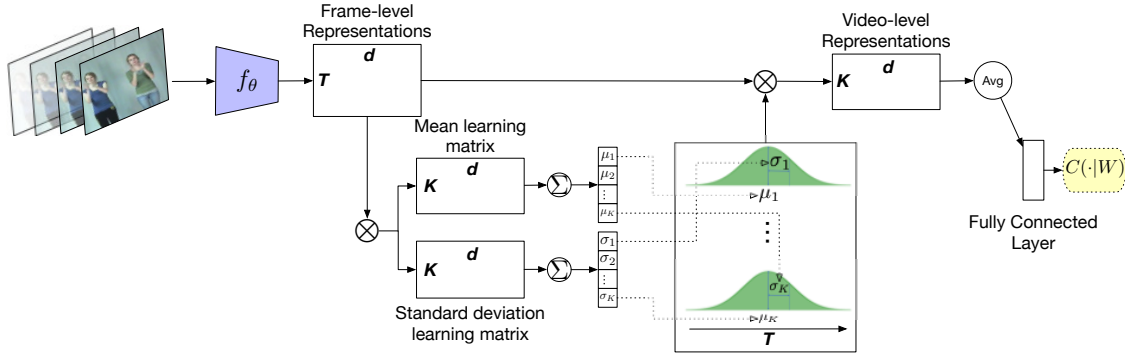 Frame-level
Representations
d
T
f_θ
Mean learning
matrix
d
K
Σ
μ_1
μ_2
⋮
μ_K
d
K
Standard deviation
learning matrix
Σ
σ_1
σ_2
⋮
σ_K
σ_1
μ_1
⋮
σ_K
μ_K
T
Video-level
Representations
d
K
Avg
Fully Connected
Layer
C(·|W)